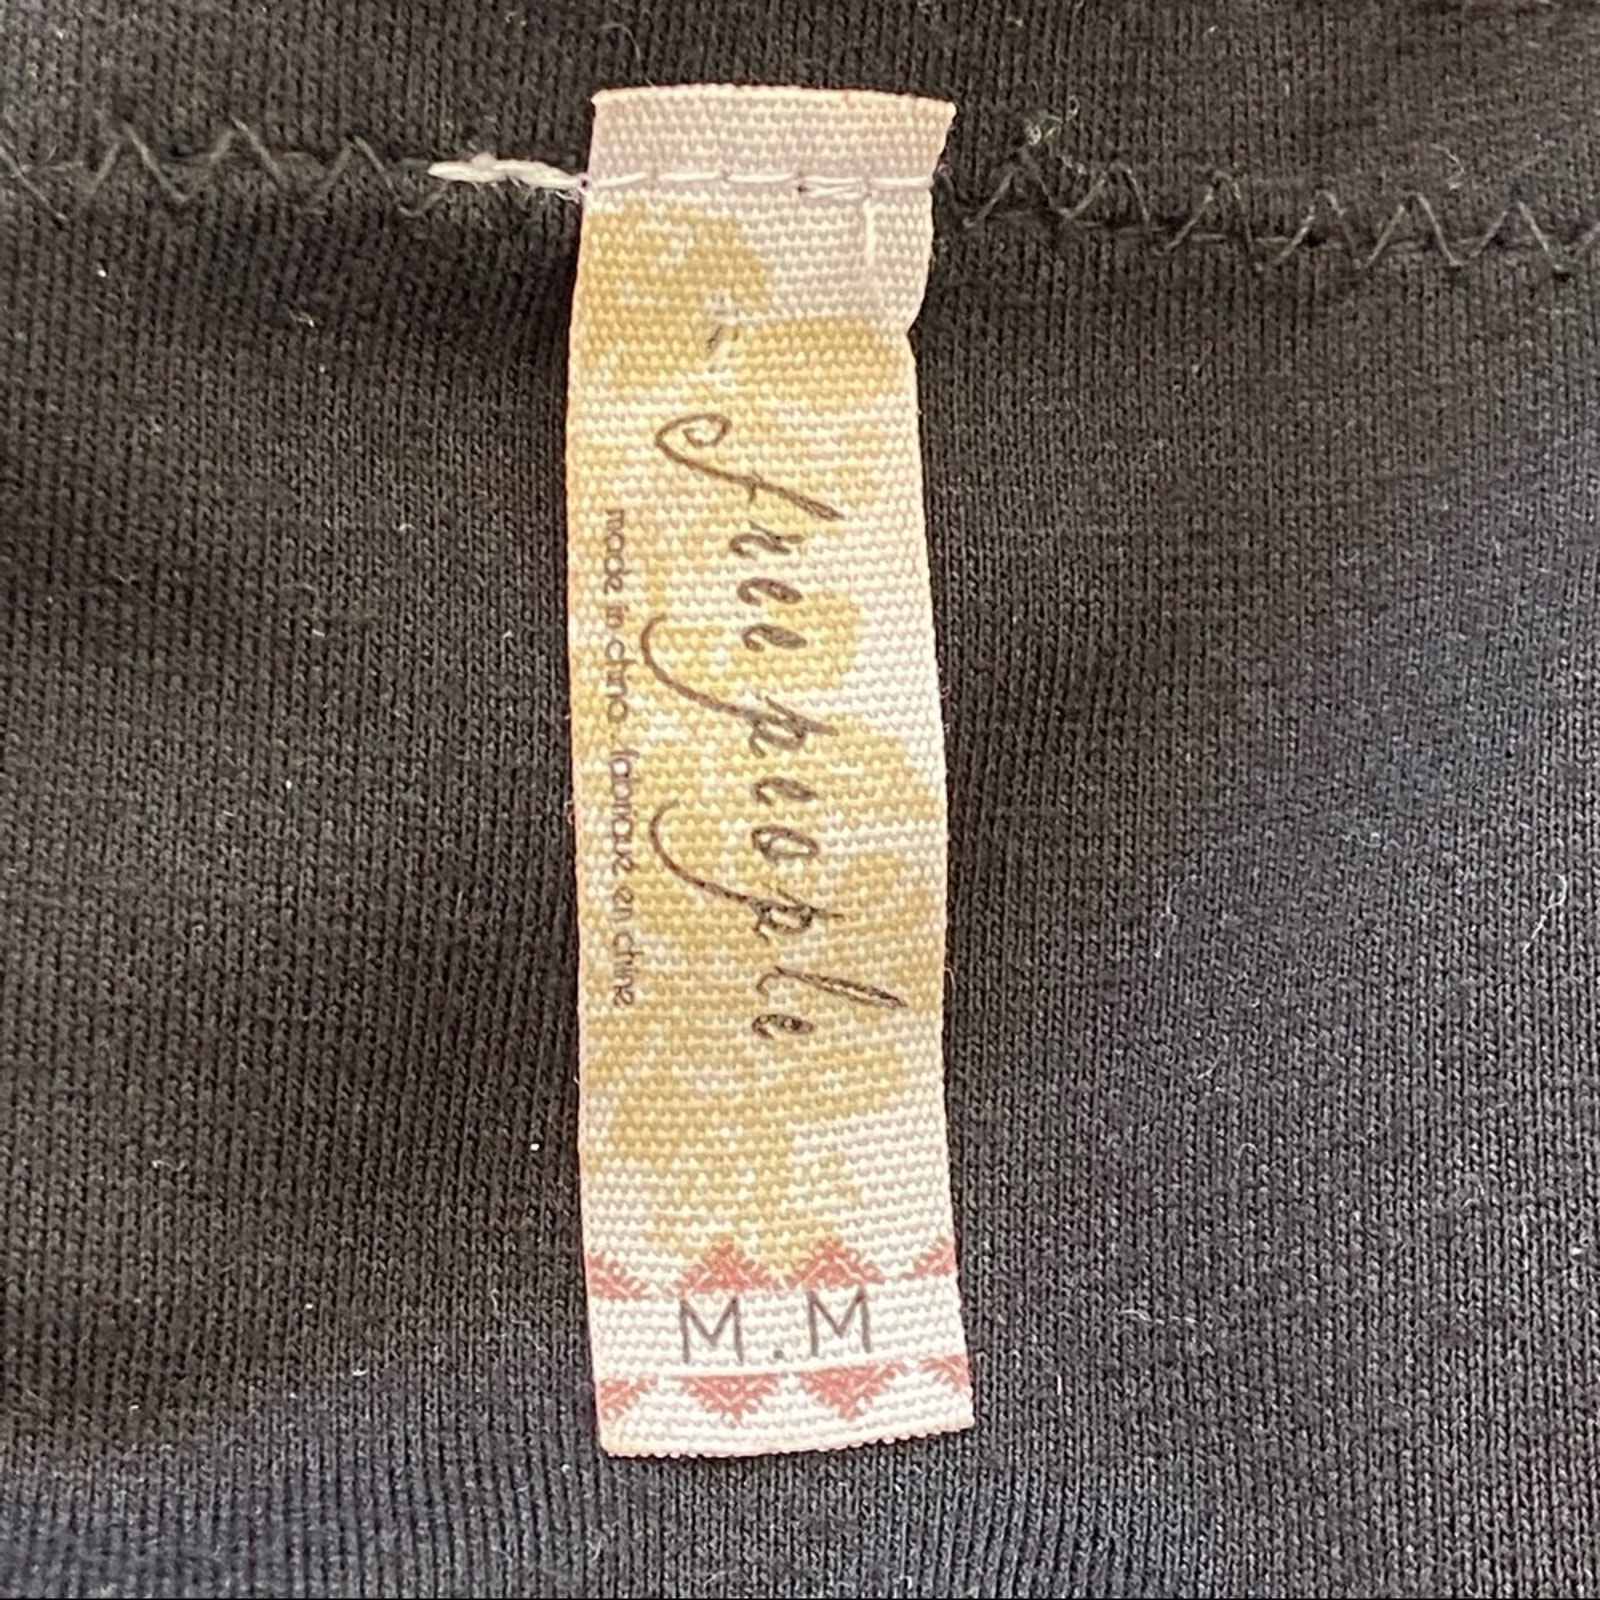 free people
made in china · fabriqué en chine
M.M